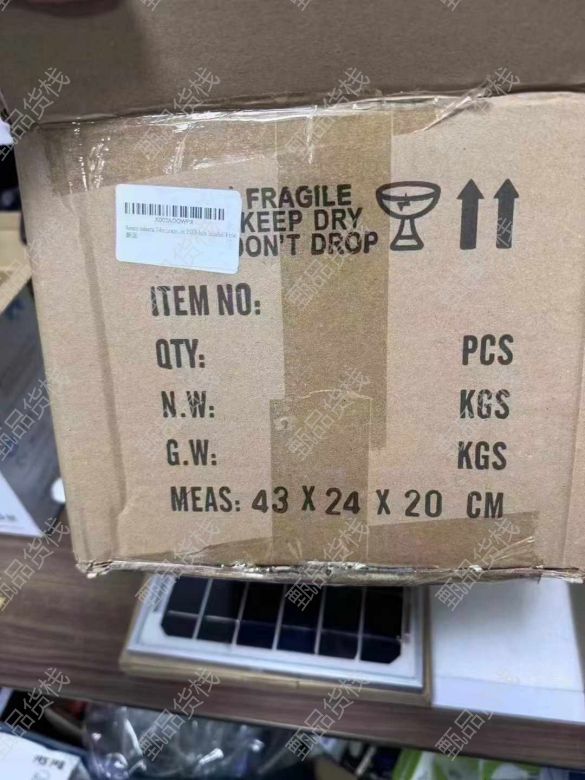 FRAGILE
KEEP DRY
DON'T DROP
ITEM NO:
QTY: PCS
N.W: KGS
G.W: KGS
MEAS: 43 X 24 X 20 CM
甄品货栈